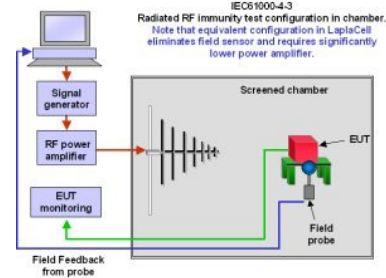 IEC61000-4-3
Radiated RF immunity test configuration in chamber.
Note that equivalent configuration in LaplaCell
eliminates field sensor and requires significantly
lower power amplifier.
Signal
generator
Screened chamber
RF power
amplifier
EUT
EUT
monitoring
Field
probe
Field Feedback
from probe